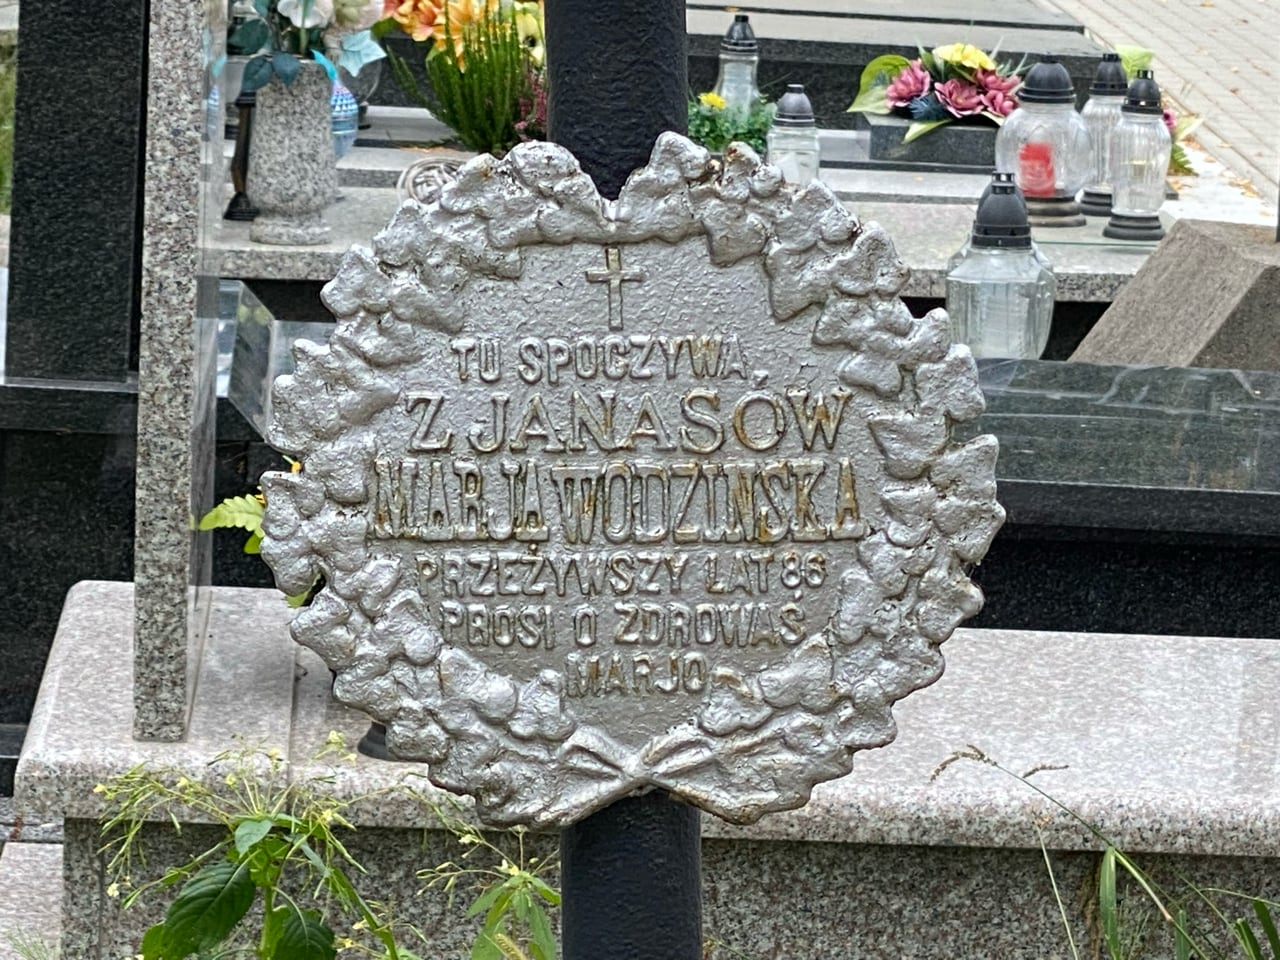 TU SPOCZYWA
Z JANASÓW
MARJA WODZIŃSKA
PRZEŻYWSZY LAT 86
PROSI O ZDROWAŚ
MARJO